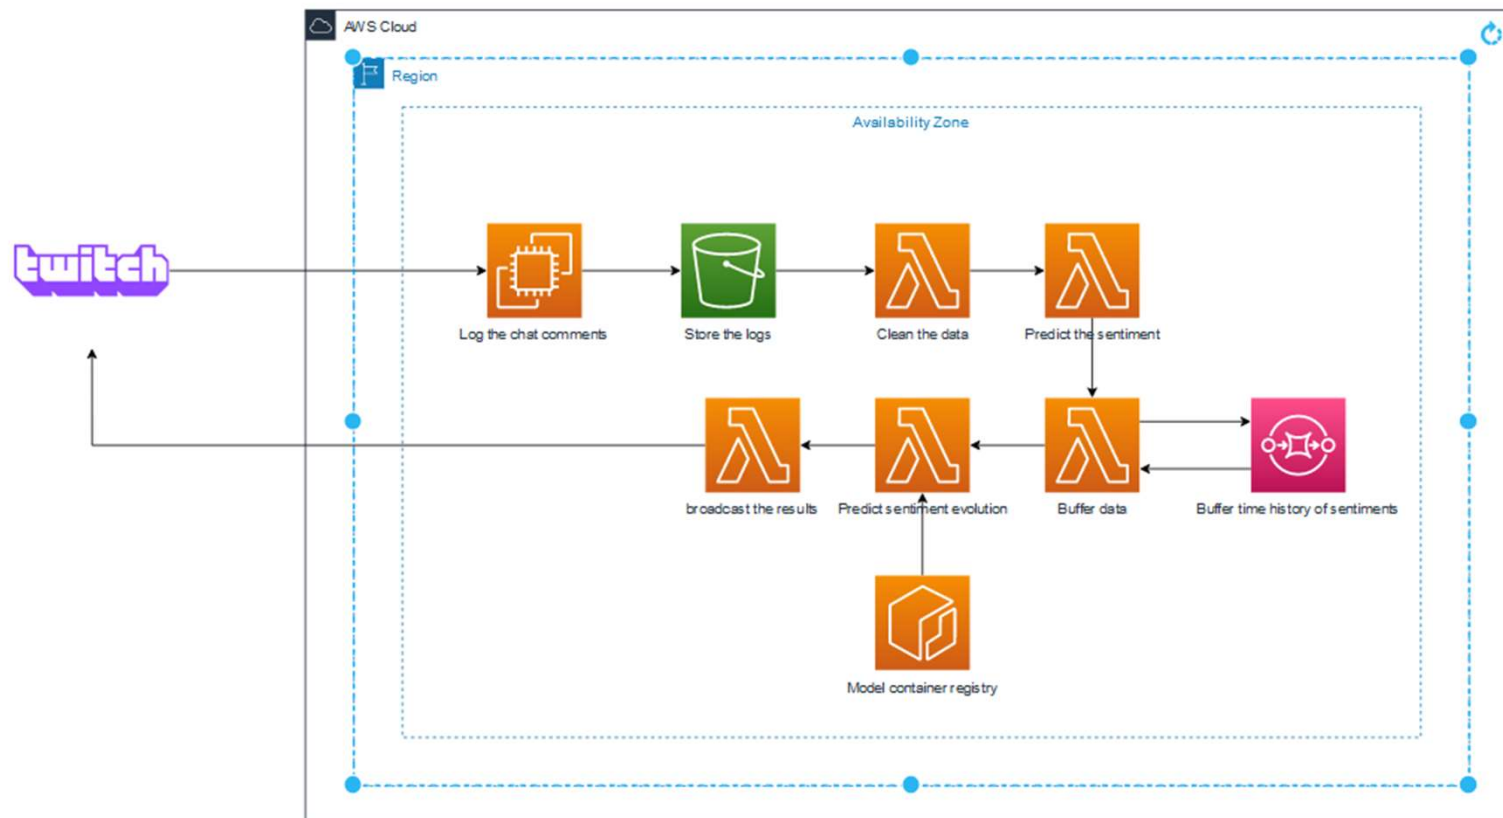 AWS Cloud
Region
Availability Zone
twitch
Log the chat comments
Store the logs
Clean the data
Predict the sentiment
broadcast the results
Predict sentiment evolution
Buffer data
Buffer time history of sentiments
Model container registry